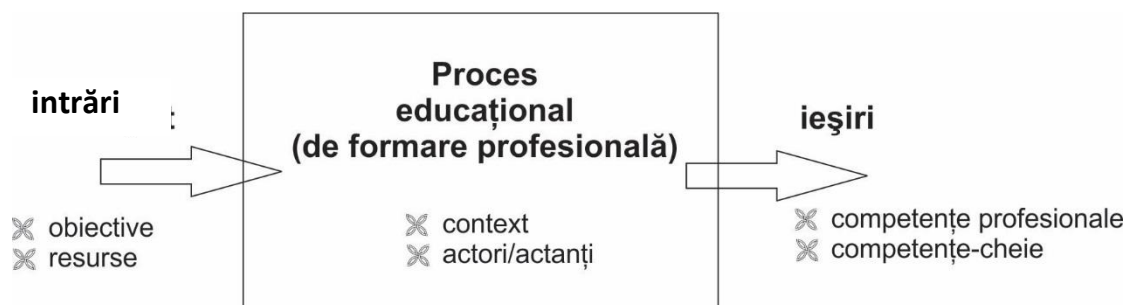 intrări
Proces
educațional
(de formare profesională)
ieşiri
obiective
resurse
context
actori/actanți
competențe profesionale
competențe-cheie